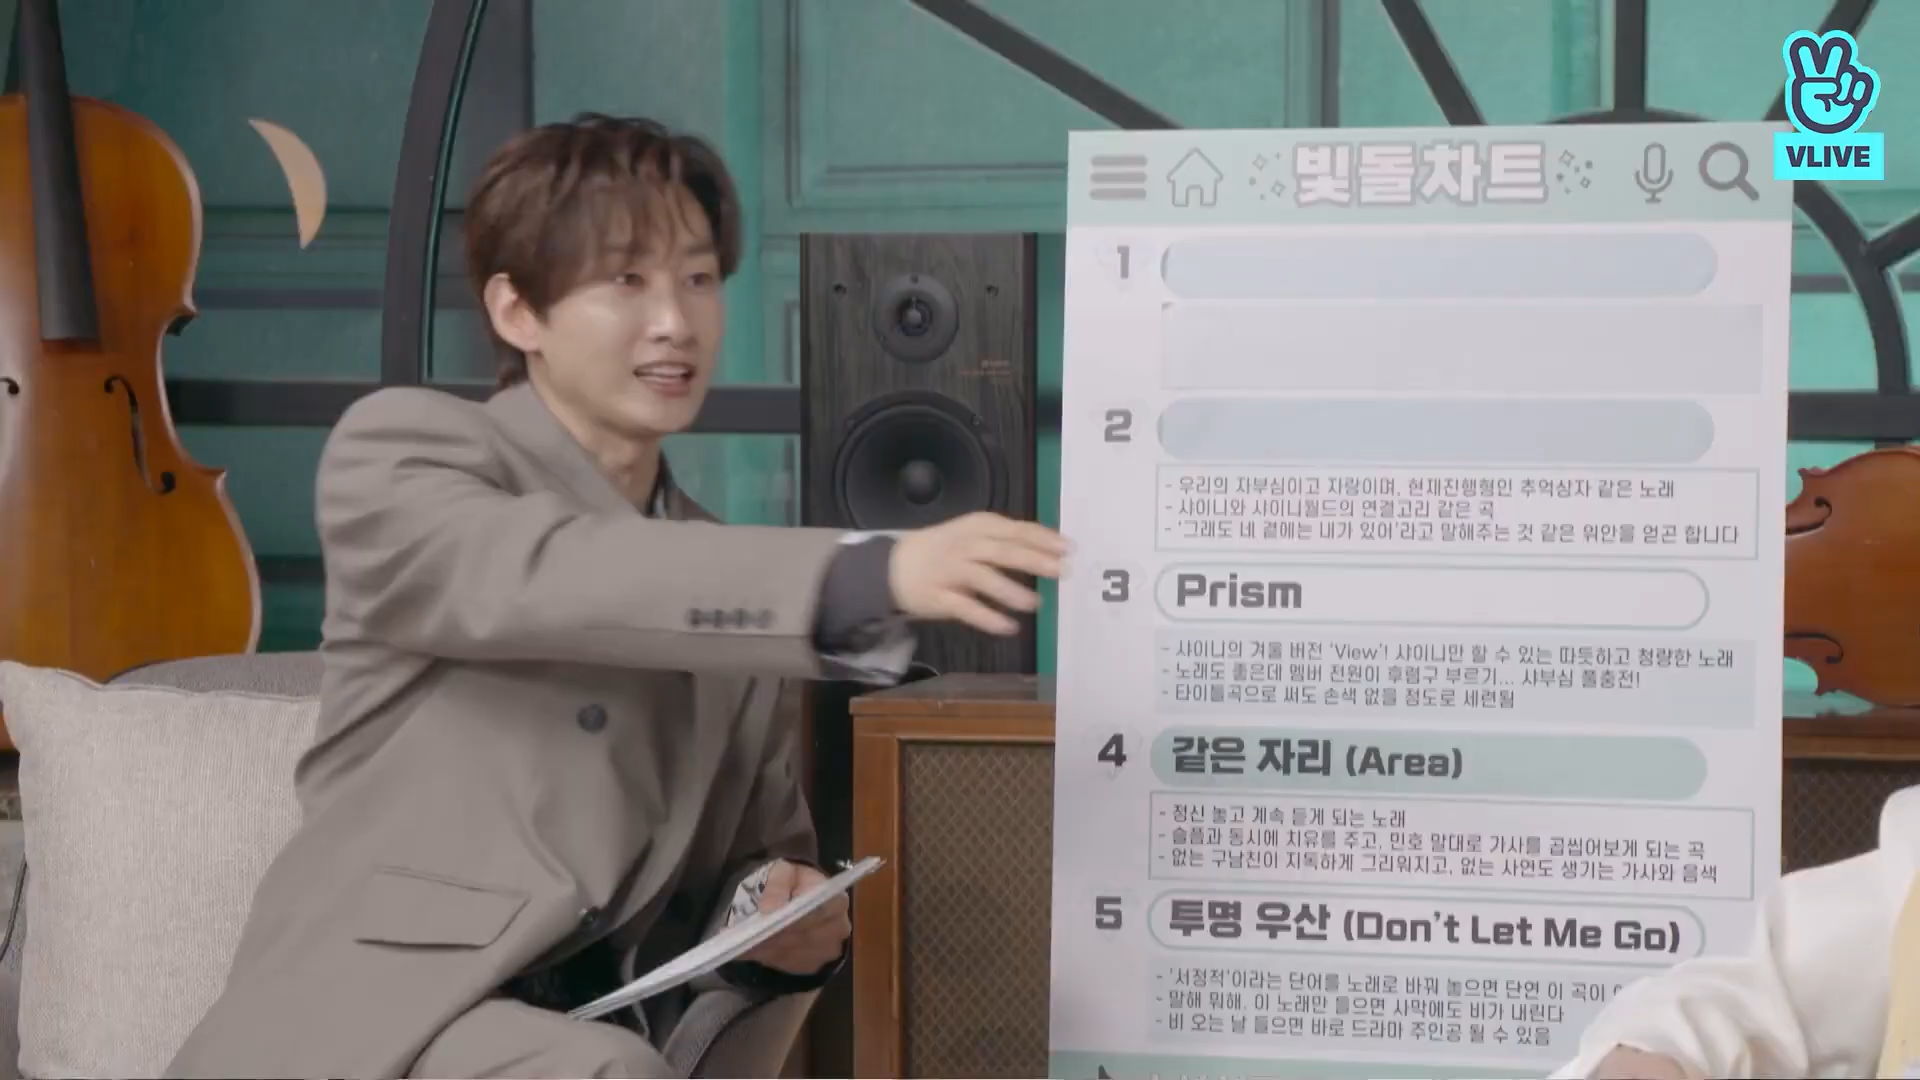 VLIVE
빛돌차트
1
2
- 우리의 자부심이고 자랑이며, 현재진행형인 추억상자 같은 노래
- 샤이니와 샤이니월드의 연결고리 같은 곡
- '그래도 네 곁에는 내가 있어'라고 말해주는 것 같은 위안을 얻곤 합니다
3 Prism
- 샤이니의 겨울 버전 'View'! 샤이니만 할 수 있는 따뜻하고 청량한 노래
- 노래도 좋은데 멤버 전원이 후렴구 부르기... 샤부심 풀충전!
- 타이틀곡으로 써도 손색 없을 정도로 세련됨
4 같은 자리 (Area)
- 정신 놓고 계속 듣게 되는 노래
- 슬픔과 동시에 치유를 주고, 민호 말대로 가사를 곱씹어보게 되는 곡
- 없는 구남친이 지독하게 그리워지고, 없는 사연도 생기는 가사와 음색
5 투명 우산 (Don't Let Me Go)
- '서정적'이라는 단어를 노래로 바꿔 놓으면 단연 이 곡이
- 말해 뭐해. 이 노래만 들으면 사막에도 비가 내린다
- 비 오는 날 들으면 바로 드라마 주인공 될 수 있음